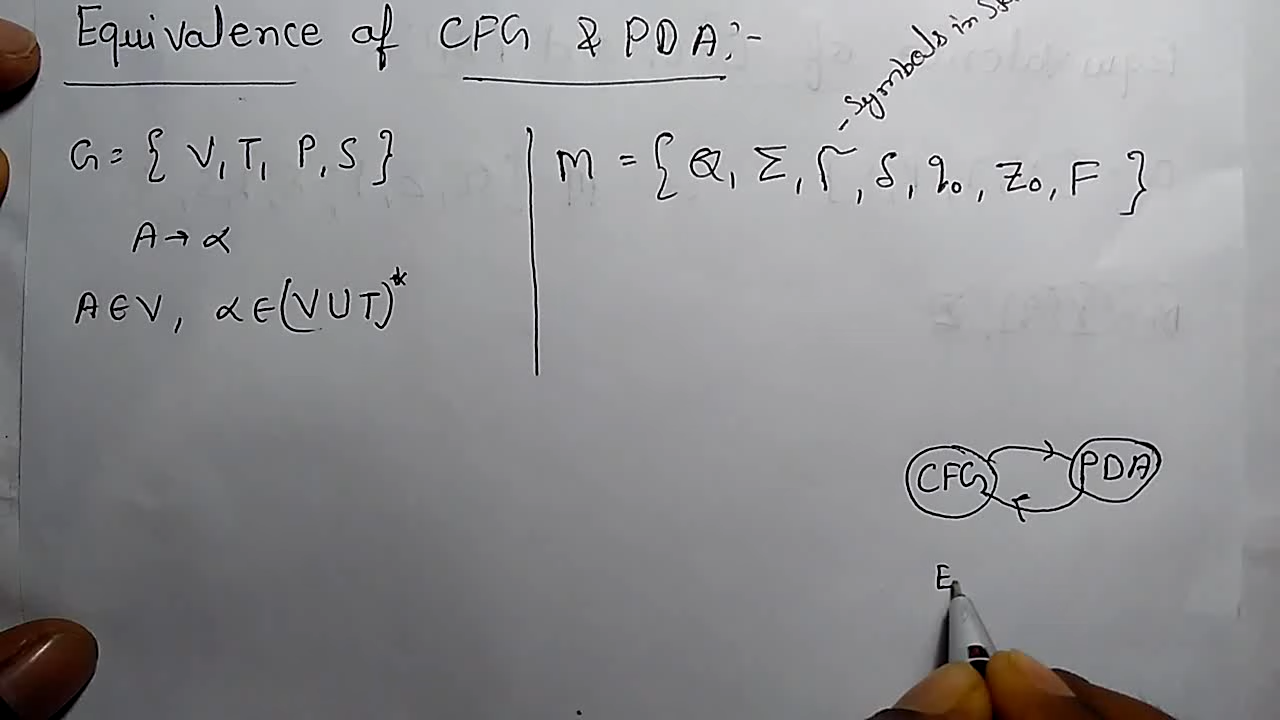 Equivalence of CFG & PDA:-
G = { V, T, P, S }
A → α
A ∈ V, α ∈ (V U T)*
- Symbols in
M = { Q, Σ, Γ, δ, q₀, Z₀, F }
CFG PDA
E